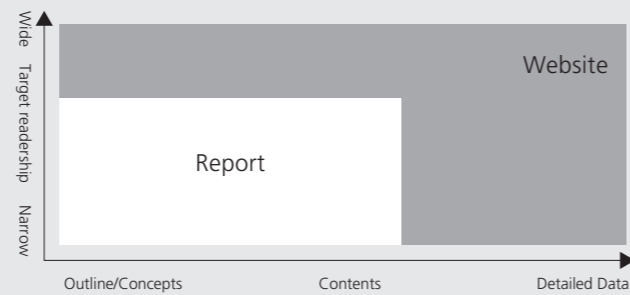 Wide
Target readership
Narrow
Website
Report
Outline/Concepts
Contents
Detailed Data